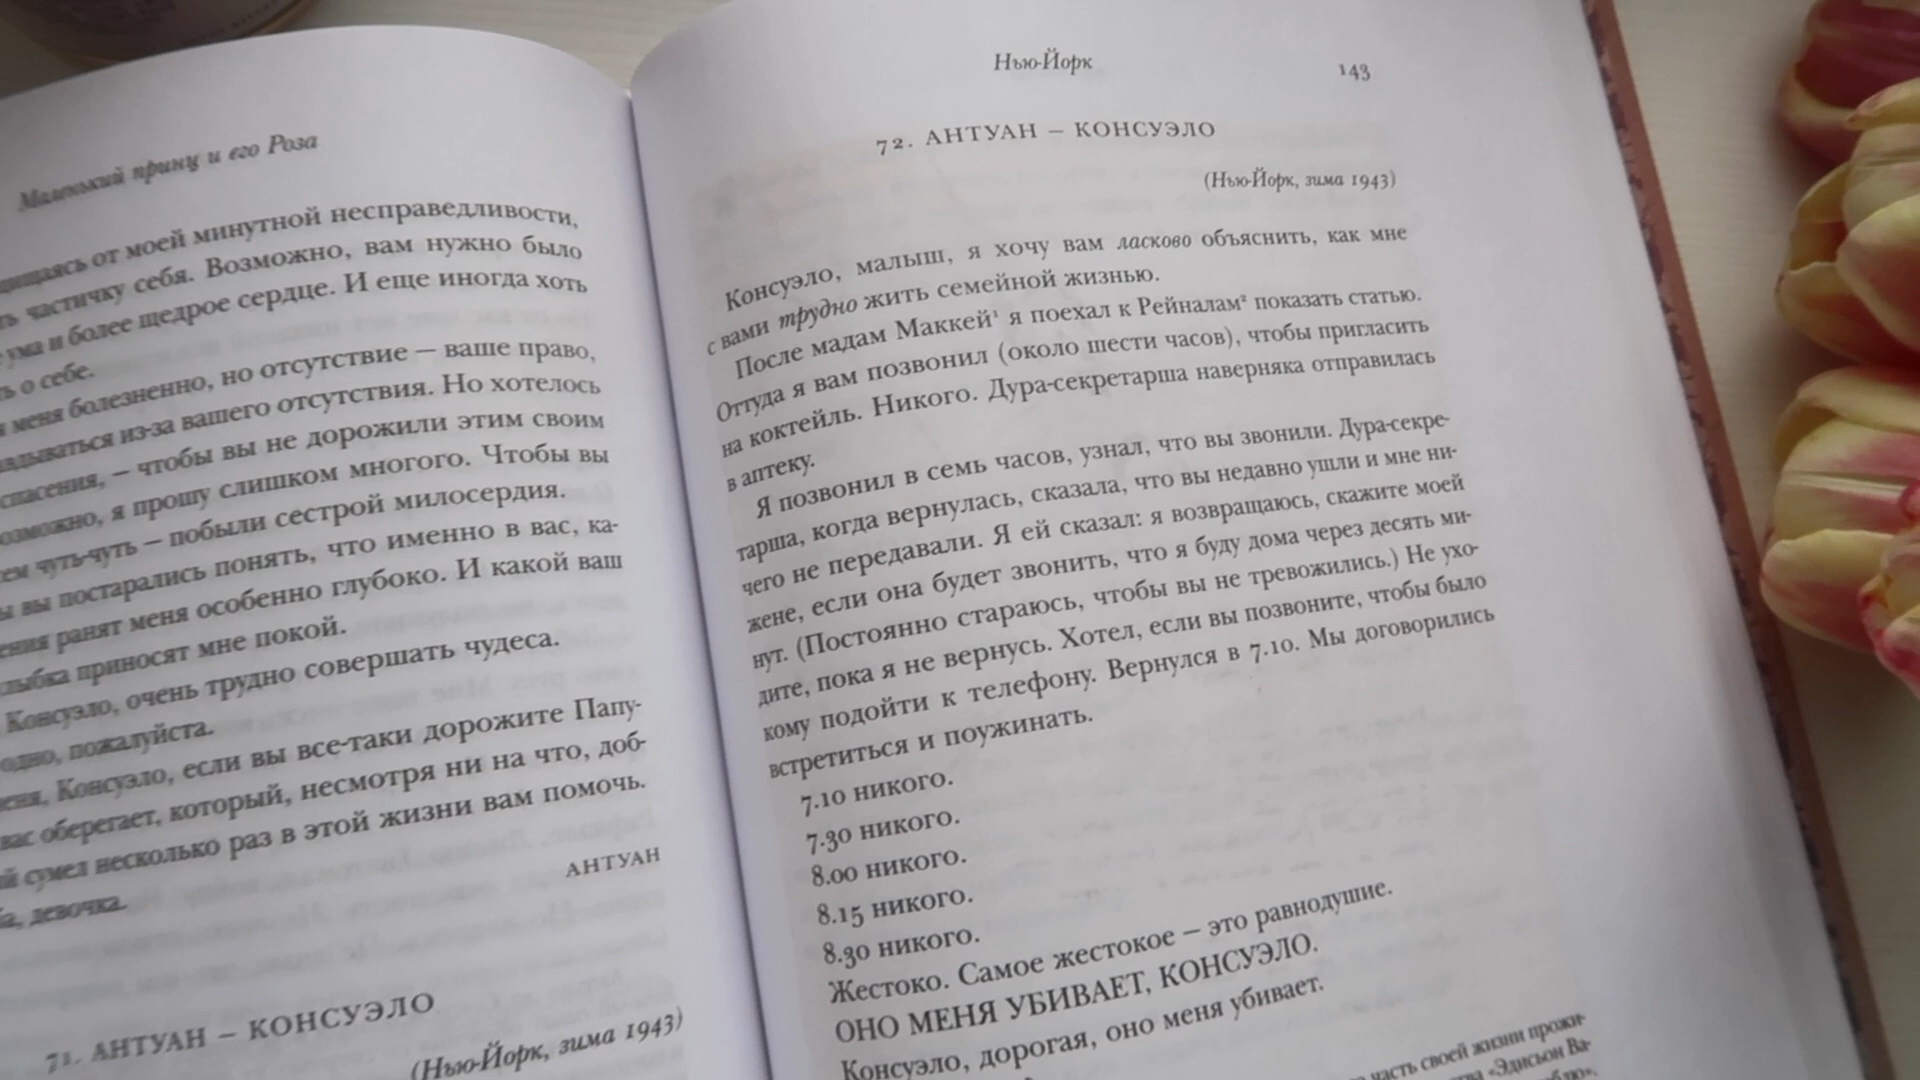 Маленький принц и его Роза
от моей минутной несправедливости,
частичку себя. Возможно, вам нужно было
ума и более щедрое сердце. И еще иногда хоть
о себе.
меня болезненно, но отсутствие — ваше право,
из-за вашего отсутствия. Но хотелось
спасения, — чтобы вы не дорожили этим своим
я прошу слишком многого. Чтобы вы
чуть-чуть — побыли сестрой милосердия.
вы постарались понять, что именно в вас, ка-
ранят меня особенно глубоко. И какой ваш
приносят мне покой.
Консуэло, очень трудно совершать чудеса.
пожалуйста.
Консуэло, если вы все-таки дорожите Папу-
вас оберегает, который, несмотря ни на что, доб-
сумел несколько раз в этой жизни вам помочь.
девочка.
АНТУАН
71. АНТУАН – КОНСУЭЛО
(Нью-Йорк, зима 1943)
Нью-Йорк
143
72. АНТУАН – КОНСУЭЛО
(Нью-Йорк, зима 1943)
Консуэло, малыш, я хочу вам ласково объяснить, как мне
с вами трудно жить семейной жизнью.
После мадам Маккей¹ я поехал к Рейналам² показать статью.
Оттуда я вам позвонил (около шести часов), чтобы пригласить
на коктейль. Никого. Дура-секретарша наверняка отправилась
в аптеку.
Я позвонил в семь часов, узнал, что вы звонили. Дура-секре-
тарша, когда вернулась, сказала, что вы недавно ушли и мне ни-
чего не передавали. Я ей сказал: я возвращаюсь, скажите моей
жене, если она будет звонить, что я буду дома через десять ми-
нут. (Постоянно стараюсь, чтобы вы не тревожились.) Не ухо-
дите, пока я не вернусь. Хотел, если вы позвоните, чтобы было
кому подойти к телефону. Вернулся в 7.10. Мы договорились
встретиться и поужинать.
7.10 никого.
7.30 никого.
8.00 никого.
8.15 никого.
8.30 никого.
Жестоко. Самое жестокое — это равнодушие.
ОНО МЕНЯ УБИВАЕТ, КОНСУЭЛО.
Консуэло, дорогая, оно меня убивает.
часть своей жизни прожи-
«Эдисьон Ва-